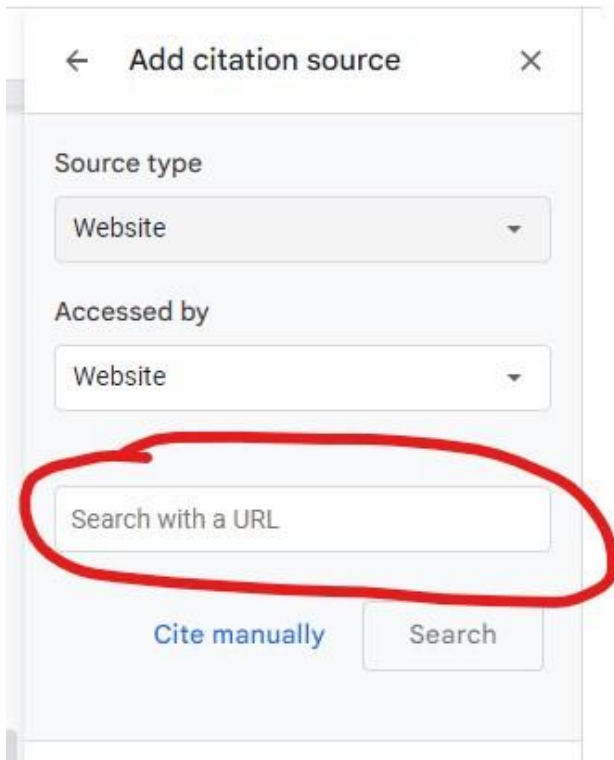 Add citation source
Source type
Website
Accessed by
Website
Search with a URL
Cite manually Search